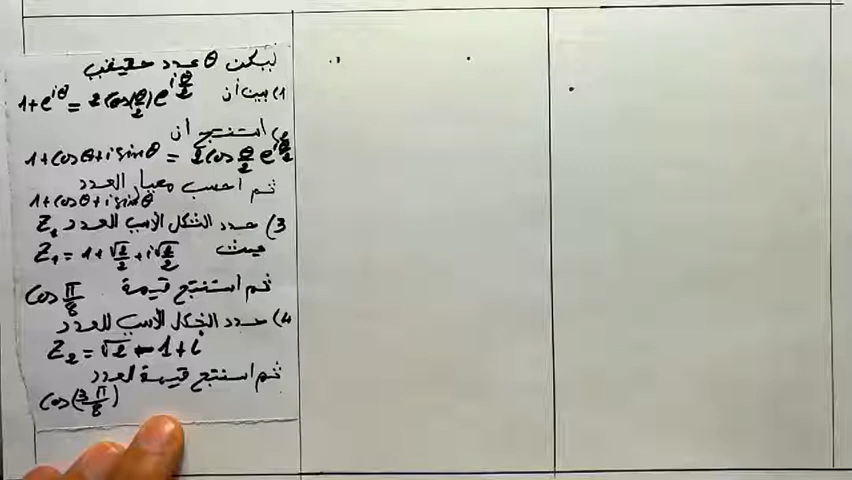 ليكن θ عدد حقيقي
1) بين أن 1+e^{iθ} = 2cos(θ/2)e^{iθ/2}
2) استنتج أن
1+cosθ+i sinθ = 2cos θ/2 e^{iθ/2}
ثم احسب معيار العدد
1+cosθ+i sinθ
3) حدد الشكل الأسي للعدد Z₁
حيث Z₁ = 1+√2/2+i√2/2
ثم استنتج قيمة cos π/8
4) حدد الشكل الأسي للعدد
Z₂ = √2-1+i
ثم استنتج قيمة العدد
cos(3π/8)